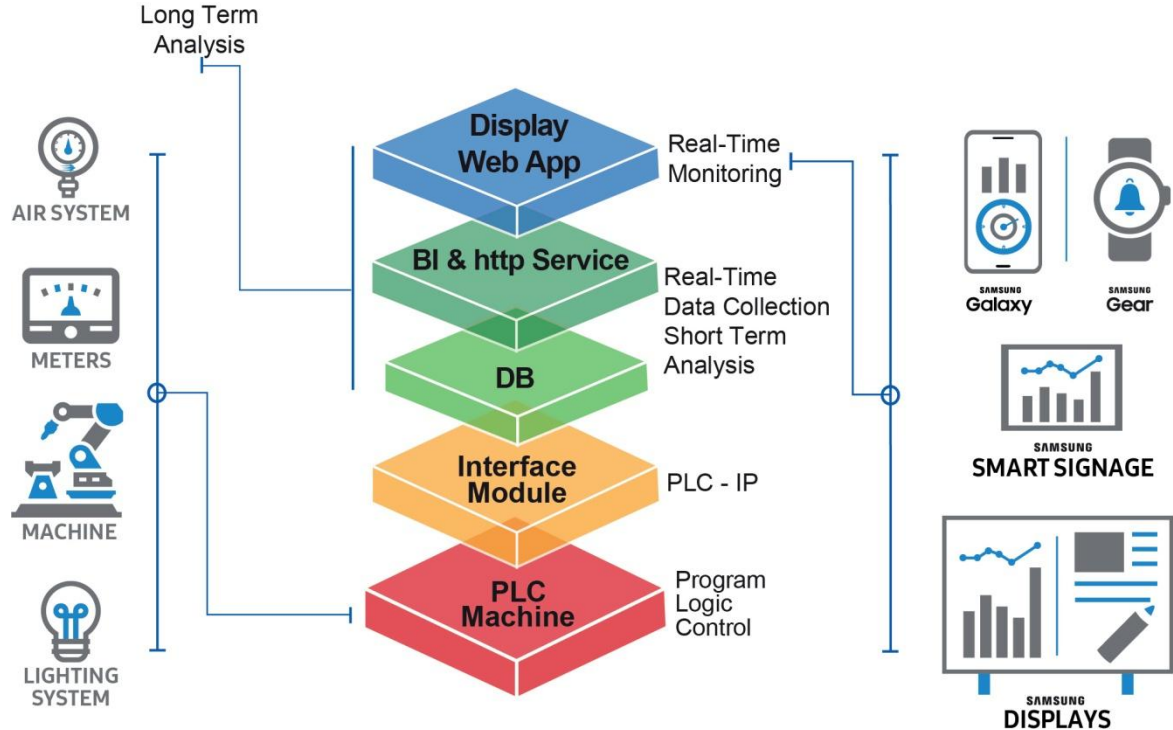 Long Term
Analysis
AIR SYSTEM
METERS
MACHINE
LIGHTING
SYSTEM
Display
Web App
Real-Time
Monitoring
BI & http Service
Real-Time
Data Collection
Short Term
Analysis
DB
Interface
Module
PLC - IP
PLC
Machine
Program
Logic
Control
SAMSUNG
Galaxy
SAMSUNG
Gear
SAMSUNG
SMART SIGNAGE
SAMSUNG
DISPLAYS